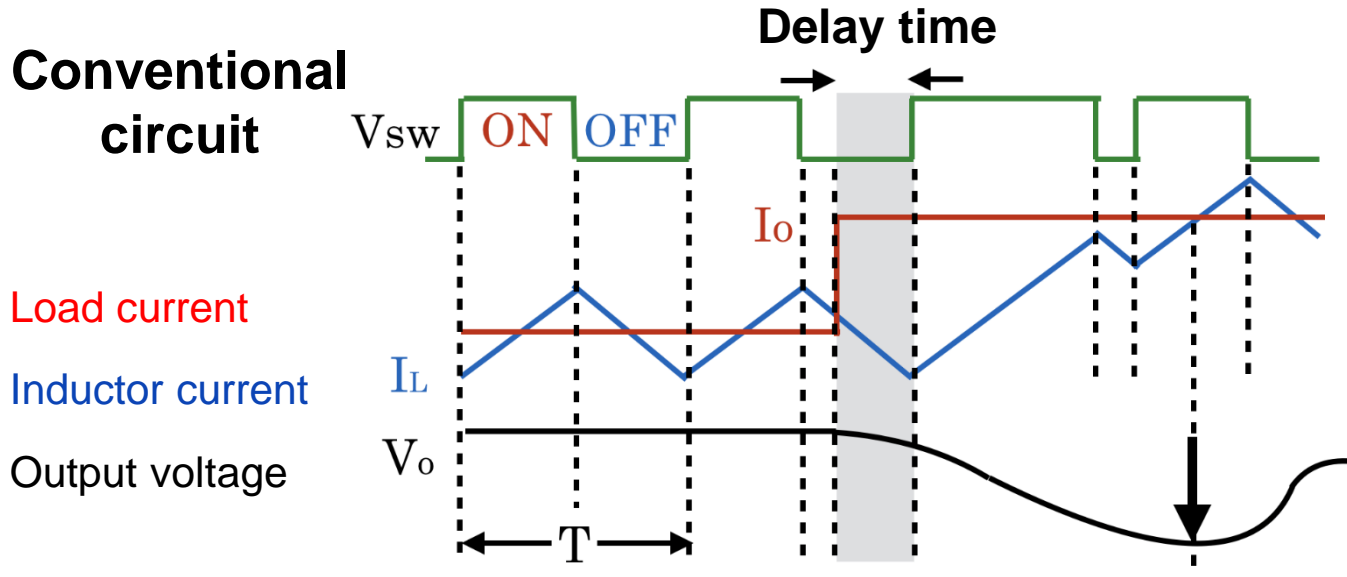 Delay time
Conventional
circuit
Vsw
ON
OFF
Io
Load current
Inductor current
IL
Output voltage
Vo
T